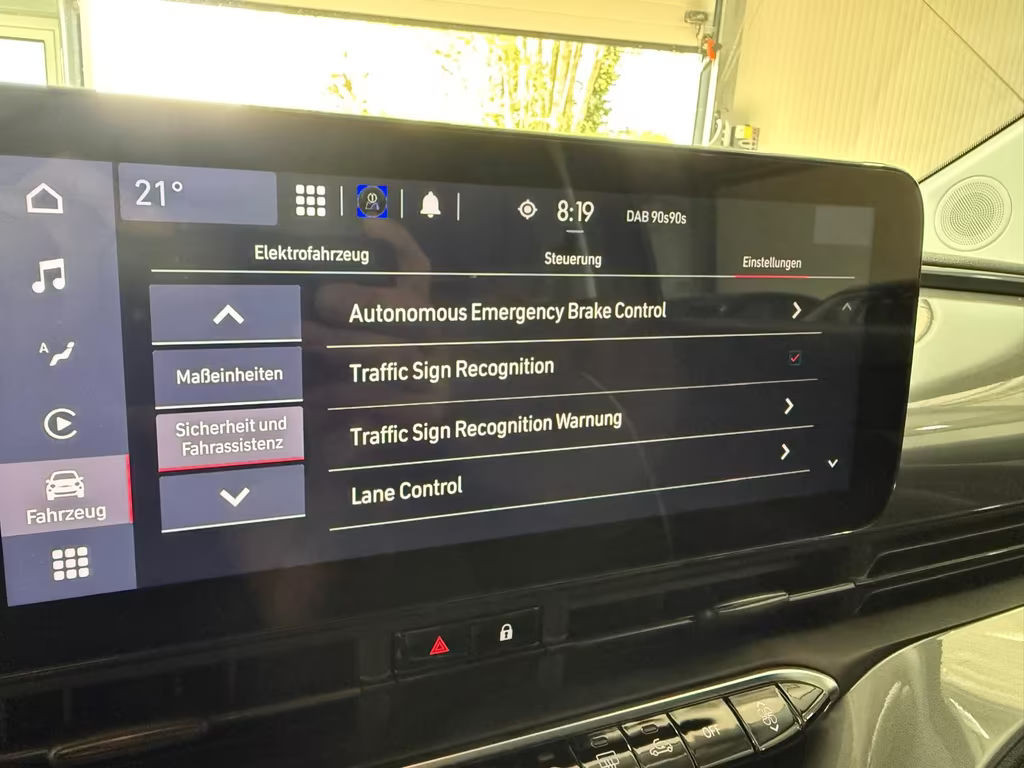 21°
8:19
DAB 90s90s
Elektrofahrzeug
Steuerung
Einstellungen
Autonomous Emergency Brake Control
Maßeinheiten
Traffic Sign Recognition
Sicherheit und
Fahrassistenz
Traffic Sign Recognition Warnung
Lane Control
A
Fahrzeug